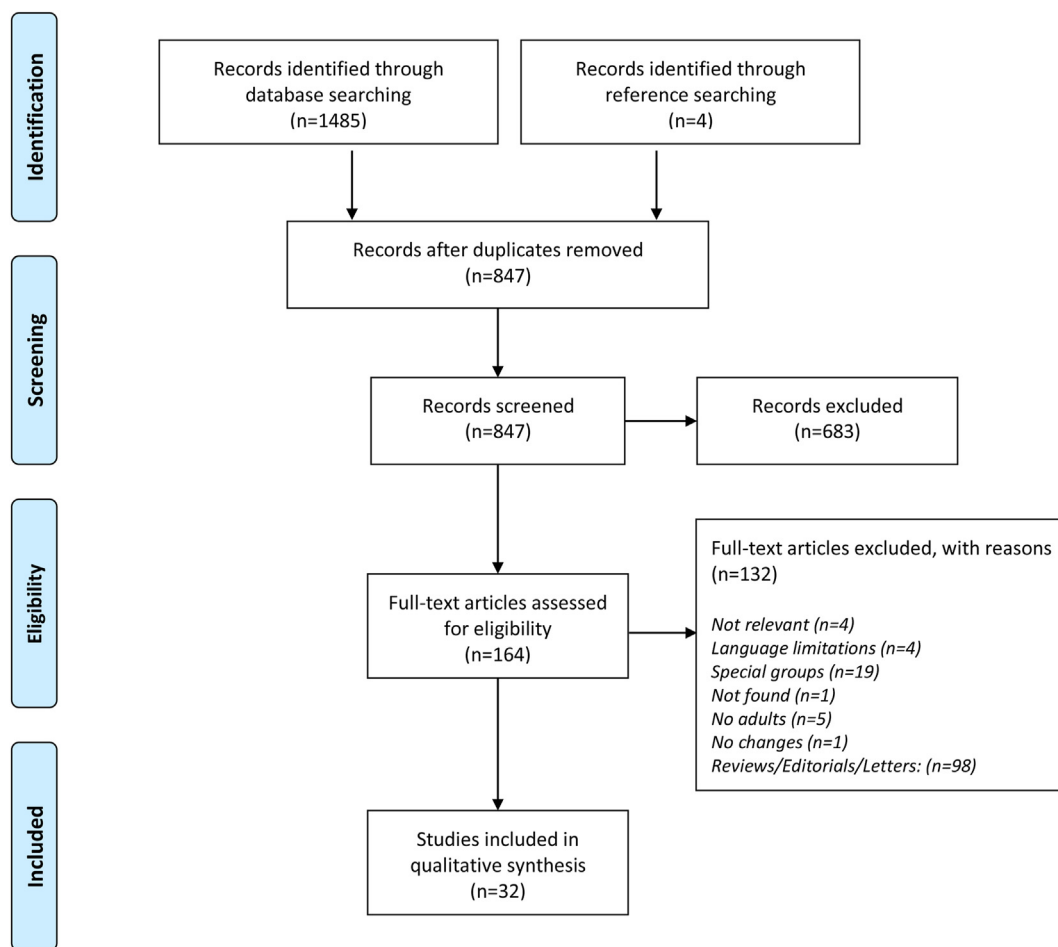 Identification
Records identified through
database searching
(n=1485)
Records identified through
reference searching
(n=4)
Records after duplicates removed
(n=847)
Screening
Records screened
(n=847)
Records excluded
(n=683)
Eligibility
Full-text articles assessed
for eligibility
(n=164)
Full-text articles excluded, with reasons
(n=132)
Not relevant (n=4)
Language limitations (n=4)
Special groups (n=19)
Not found (n=1)
No adults (n=5)
No changes (n=1)
Reviews/Editorials/Letters: (n=98)
Included
Studies included in
qualitative synthesis
(n=32)